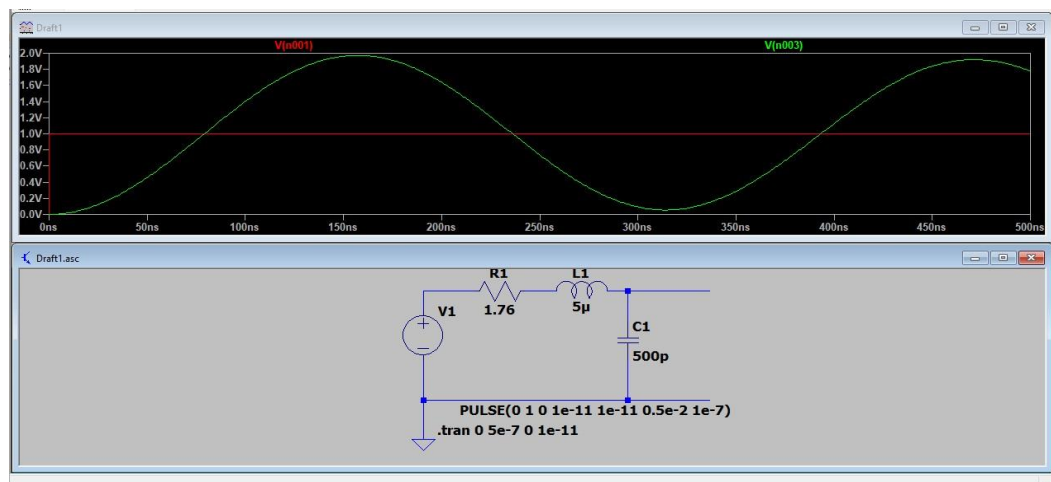 Draft1
V(n001) V(n003)
2.0V
1.8V
1.6V
1.4V
1.2V
1.0V
0.8V
0.6V
0.4V
0.2V
0.0V
0ns 50ns 100ns 150ns 200ns 250ns 300ns 350ns 400ns 450ns 500ns
Draft1.asc
R1 L1
V1 1.76 5µ
C1
500p
PULSE(0 1 0 1e-11 1e-11 0.5e-2 1e-7)
.tran 0 5e-7 0 1e-11